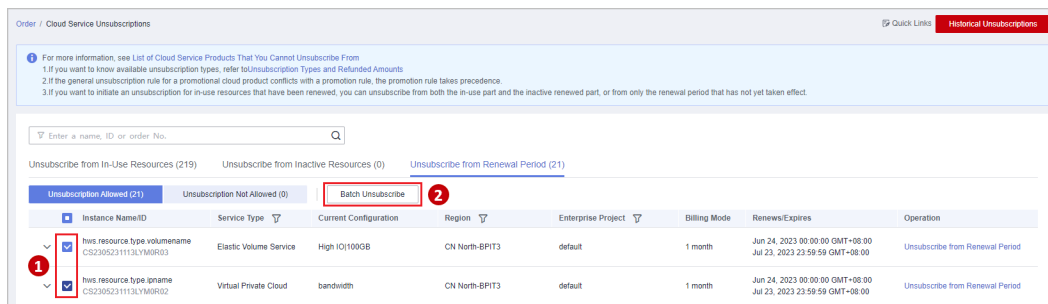 Order / Cloud Service Unsubscriptions
Quick Links
Historical Unsubscriptions
For more information, see List of Cloud Service Products That You Cannot Unsubscribe From
1.If you want to know available unsubscription types, refer toUnsubscription Types and Refunded Amounts
2.If the general unsubscription rule for a promotional cloud product conflicts with a promotion rule, the promotion rule takes precedence.
3.If you want to initiate an unsubscription for in-use resources that have been renewed, you can unsubscribe from both the in-use part and the inactive renewed part, or from only the renewal period that has not yet taken effect.
Enter a name, ID or order No.
Unsubscribe from In-Use Resources (219) Unsubscribe from Inactive Resources (0) Unsubscribe from Renewal Period (21)
Unsubscription Allowed (21) Unsubscription Not Allowed (0) Batch Unsubscribe 2
Instance Name/ID Service Type Current Configuration Region Enterprise Project Billing Mode Renews/Expires Operation
hws.resource.type.volumename
CS2305231113LYM0R03
Elastic Volume Service High IO|100GB CN North-BPIT3 default 1 month
Jun 24, 2023 00:00:00 GMT+08:00
Jul 23, 2023 23:59:59 GMT+08:00
Unsubscribe from Renewal Period
1
hws.resource.type.ipname
CS2305231113LYM0R02
Virtual Private Cloud bandwidth CN North-BPIT3 default 1 month
Jun 24, 2023 00:00:00 GMT+08:00
Jul 23, 2023 23:59:59 GMT+08:00
Unsubscribe from Renewal Period